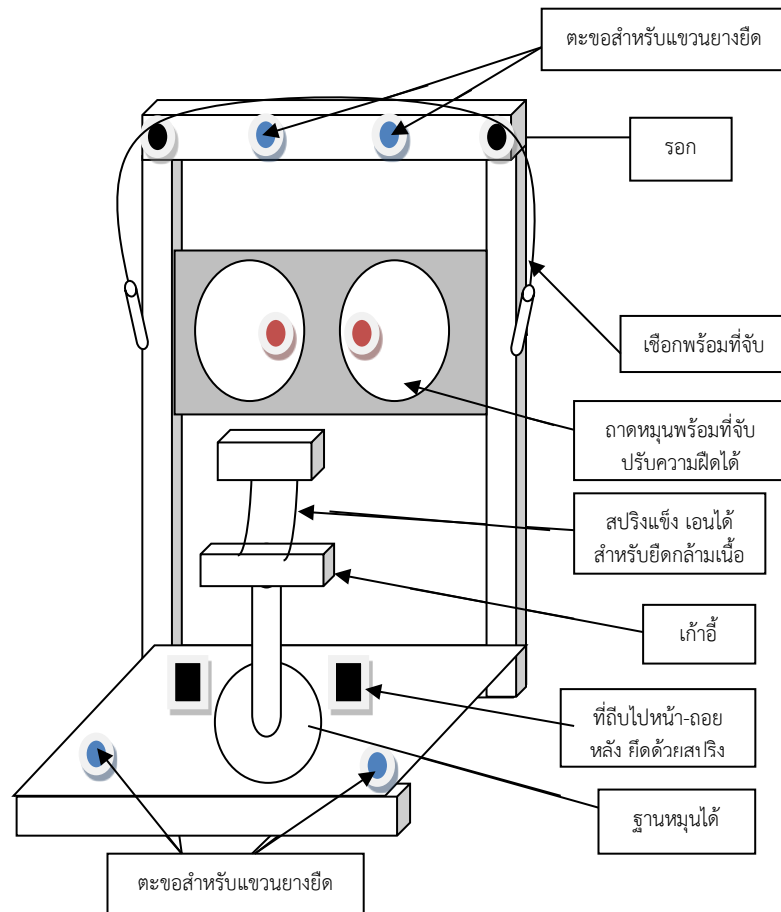 ตะขอสำหรับแขวนยางยืด
รอก
เชือกพร้อมที่จับ
ถาดหมุนพร้อมที่จับ
ปรับความฝืดได้
สปริงแข็ง เอนได้
สำหรับยืดกล้ามเนื้อ
เก้าอี้
ที่ถีบไปหน้า-ถอย
หลัง ยึดด้วยสปริง
ฐานหมุนได้
ตะขอสำหรับแขวนยางยืด